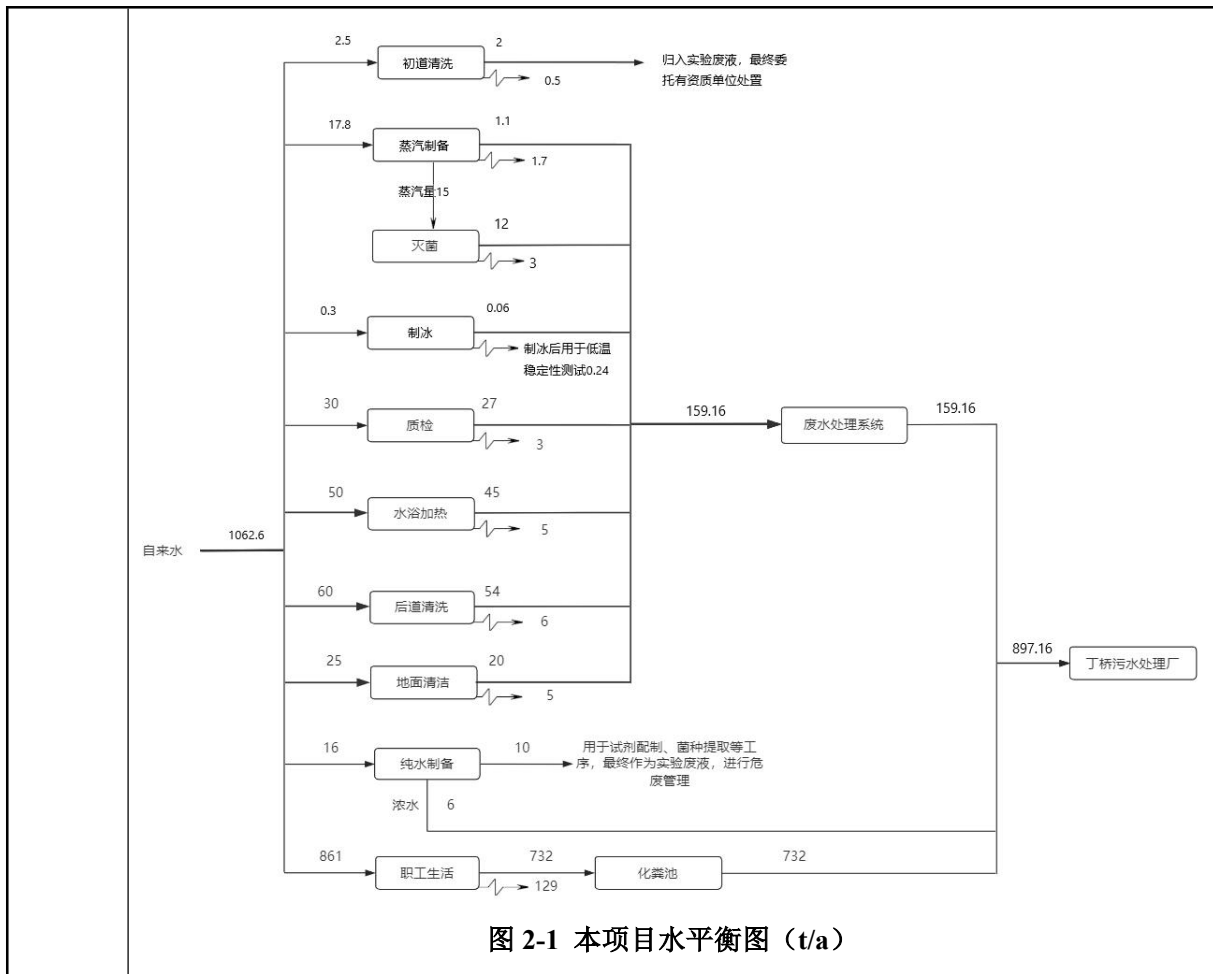 2.5
初道清洗
2
0.5
归入实验废液，最终委
托有资质单位处置
17.8
蒸汽制备
1.1
1.7
蒸汽量15
灭菌
12
3
0.3
制冰
0.06
制冰后用于低温
稳定性测试0.24
30
质检
27
3
159.16
废水处理系统
159.16
50
水浴加热
45
5
自来水
1062.6
60
后道清洗
54
6
25
地面清洁
20
5
897.16
丁桥污水处理厂
16
纯水制备
10
用于试剂配制、菌种提取等工
序，最终作为实验废液，进行危
废管理
浓水
6
861
职工生活
732
129
化粪池
732
图 2-1 本项目水平衡图（t/a）